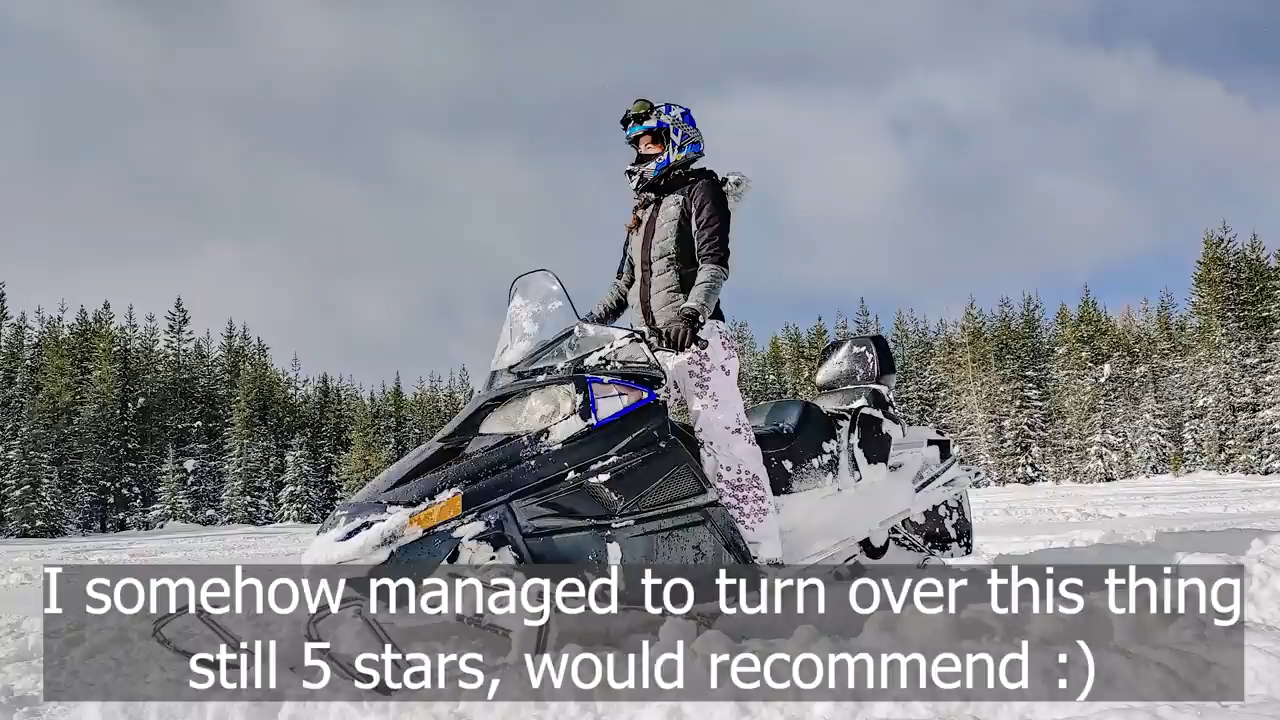 I somehow managed to turn over this thing
still 5 stars, would recommend :)